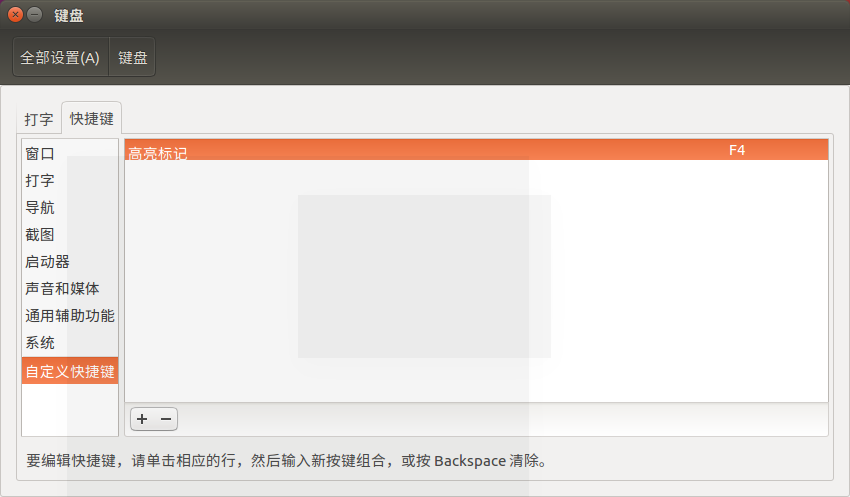 键盘
全部设置(A) 键盘
打字 快捷键
窗口
打字
导航
截图
启动器
声音和媒体
通用辅助功能
系统
自定义快捷键
高亮标记 F4
+ −
要编辑快捷键，请单击相应的行，然后输入新按键组合，或按 Backspace 清除。